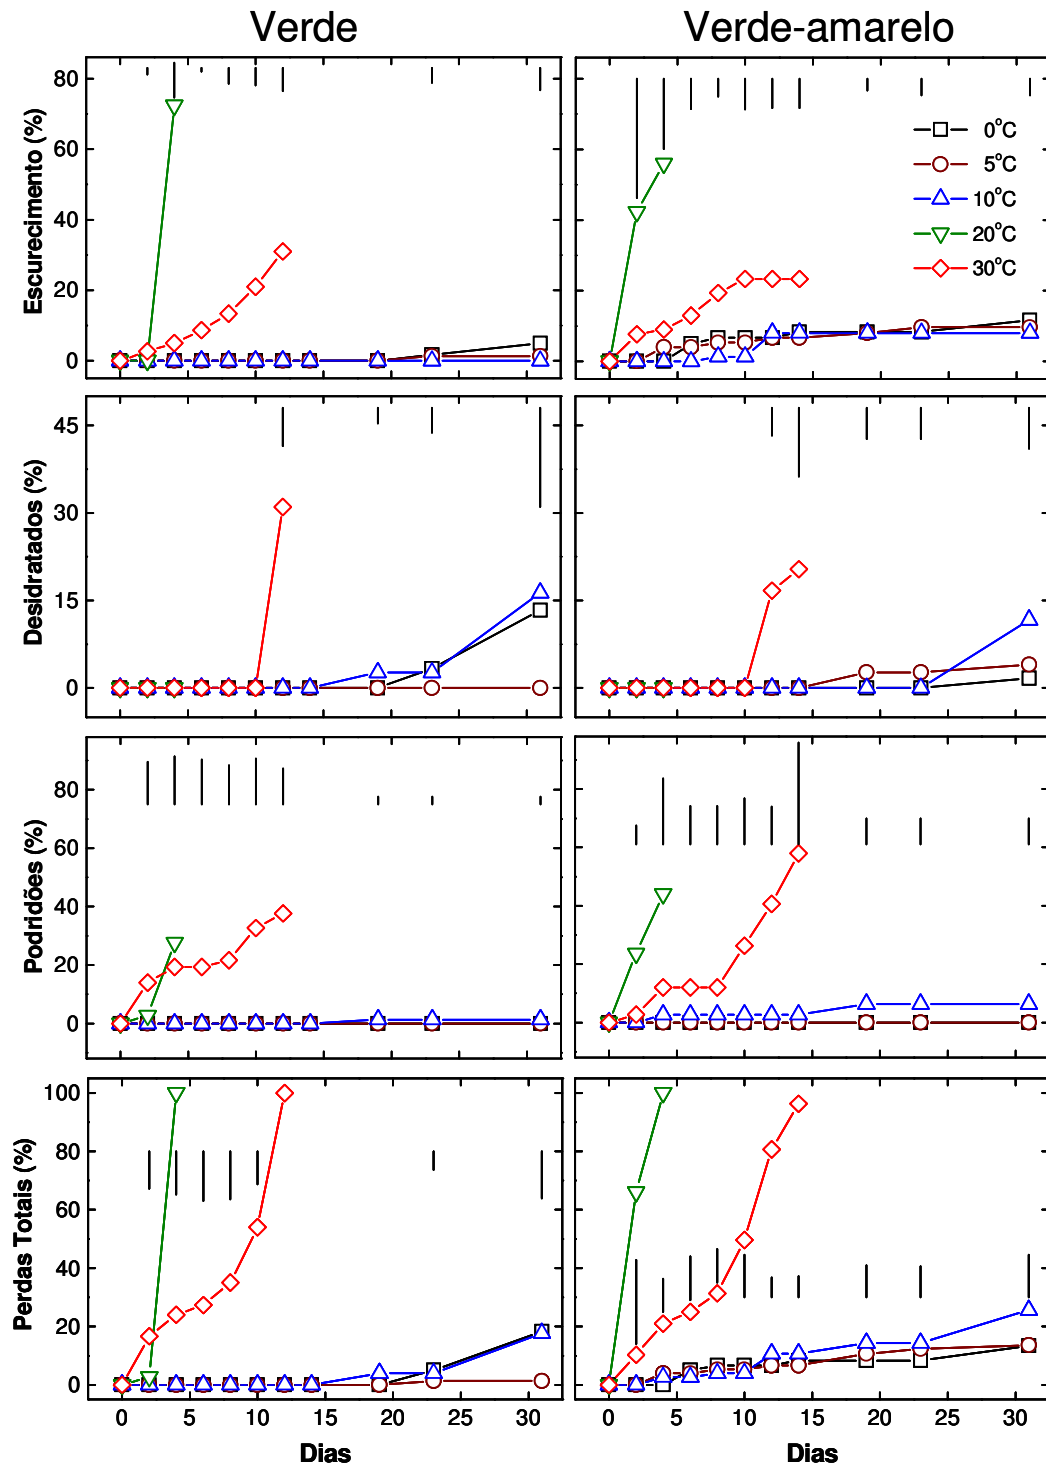 Verde Verde-amarelo
Escurecimento (%)
80
60
40
20
0
0°C
5°C
10°C
20°C
30°C
Desidratados (%)
45
30
15
0
Podridões (%)
80
60
40
20
0
Perdas Totais (%)
100
80
60
40
20
0
0 5 10 15 20 25 30 0 5 10 15 20 25 30
Dias Dias